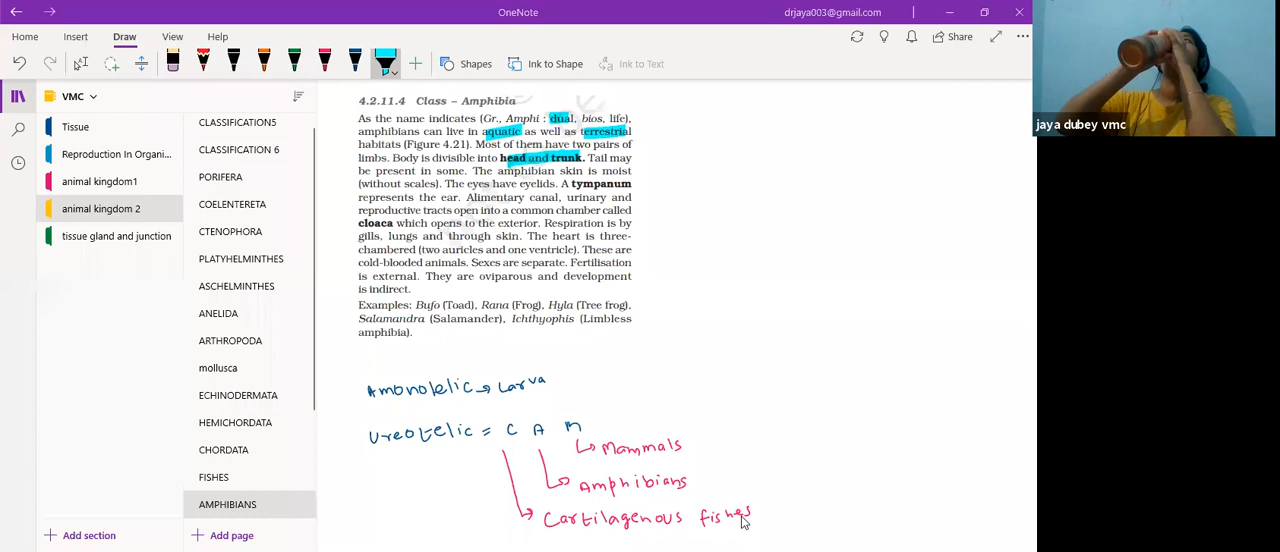 OneNote
drjaya003@gmail.com
Home Insert Draw View Help
Share
Shapes Ink to Shape Ink to Text
VMC
Tissue
Reproduction In Organi...
animal kingdom1
animal kingdom 2
tissue gland and junction
Add section
CLASSIFICATION5
CLASSIFICATION 6
PORIFERA
COELENTERETA
CTENOPHORA
PLATYHELMINTHES
ASCHELMINTHES
ANELIDA
ARTHROPODA
mollusca
ECHINODERMATA
HEMICHORDATA
CHORDATA
FISHES
AMPHIBIANS
Add page
4.2.11.4 Class – Amphibia
As the name indicates (Gr., Amphi : dual, bios, life),
amphibians can live in aquatic as well as terrestrial
habitats (Figure 4.21). Most of them have two pairs of
limbs. Body is divisible into head and trunk. Tail may
be present in some. The amphibian skin is moist
(without scales). The eyes have eyelids. A tympanum
represents the ear. Alimentary canal, urinary and
reproductive tracts open into a common chamber called
cloaca which opens to the exterior. Respiration is by
gills, lungs and through skin. The heart is three-
chambered (two auricles and one ventricle). These are
cold-blooded animals. Sexes are separate. Fertilisation
is external. They are oviparous and development
is indirect.
Examples: Bufo (Toad), Rana (Frog), Hyla (Tree frog),
Salamandra (Salamander), Ichthyophis (Limbless
amphibia).
Amonotelic → Larva
Ureotelic = C A M
Mammals
Amphibians
Cartilagenous fishes
jaya dubey vmc